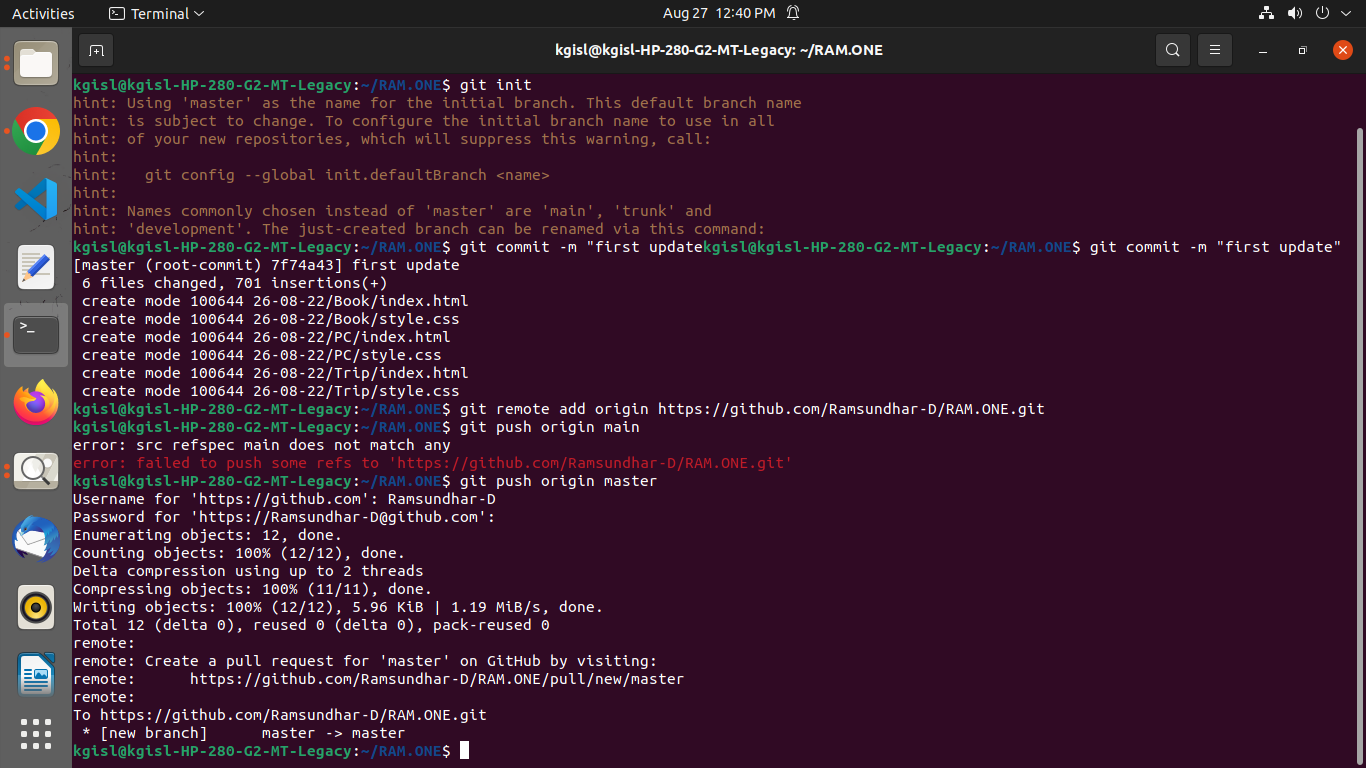 Activities
Terminal
Aug 27 12:40 PM
kgisl@kgisl-HP-280-G2-MT-Legacy: ~/RAM.ONE
kgisl@kgisl-HP-280-G2-MT-Legacy:~/RAM.ONE$ git init
hint: Using 'master' as the name for the initial branch. This default branch name
hint: is subject to change. To configure the initial branch name to use in all
hint: of your new repositories, which will suppress this warning, call:
hint:
hint:   git config --global init.defaultBranch <name>
hint:
hint: Names commonly chosen instead of 'master' are 'main', 'trunk' and
hint: 'development'. The just-created branch can be renamed via this command:
kgisl@kgisl-HP-280-G2-MT-Legacy:~/RAM.ONE$ git commit -m "first updatekgisl@kgisl-HP-280-G2-MT-Legacy:~/RAM.ONE$ git commit -m "first update"
[master (root-commit) 7f74a43] first update
 6 files changed, 701 insertions(+)
 create mode 100644 26-08-22/Book/index.html
 create mode 100644 26-08-22/Book/style.css
 create mode 100644 26-08-22/PC/index.html
 create mode 100644 26-08-22/PC/style.css
 create mode 100644 26-08-22/Trip/index.html
 create mode 100644 26-08-22/Trip/style.css
kgisl@kgisl-HP-280-G2-MT-Legacy:~/RAM.ONE$ git remote add origin https://github.com/Ramsundhar-D/RAM.ONE.git
kgisl@kgisl-HP-280-G2-MT-Legacy:~/RAM.ONE$ git push origin main
error: src refspec main does not match any
error: failed to push some refs to 'https://github.com/Ramsundhar-D/RAM.ONE.git'
kgisl@kgisl-HP-280-G2-MT-Legacy:~/RAM.ONE$ git push origin master
Username for 'https://github.com': Ramsundhar-D
Password for 'https://Ramsundhar-D@github.com':
Enumerating objects: 12, done.
Counting objects: 100% (12/12), done.
Delta compression using up to 2 threads
Compressing objects: 100% (11/11), done.
Writing objects: 100% (12/12), 5.96 KiB | 1.19 MiB/s, done.
Total 12 (delta 0), reused 0 (delta 0), pack-reused 0
remote:
remote: Create a pull request for 'master' on GitHub by visiting:
remote:      https://github.com/Ramsundhar-D/RAM.ONE/pull/new/master
remote:
To https://github.com/Ramsundhar-D/RAM.ONE.git
 * [new branch]      master -> master
kgisl@kgisl-HP-280-G2-MT-Legacy:~/RAM.ONE$